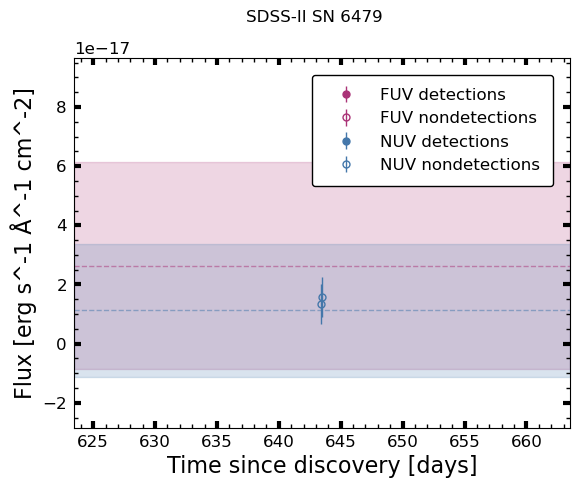 SDSS-II SN 6479
1e−17
FUV detections
FUV nondetections
NUV detections
NUV nondetections
8
6
4
2
0
−2
Flux [erg s^-1 Å^-1 cm^-2]
625 630 635 640 645 650 655 660
Time since discovery [days]